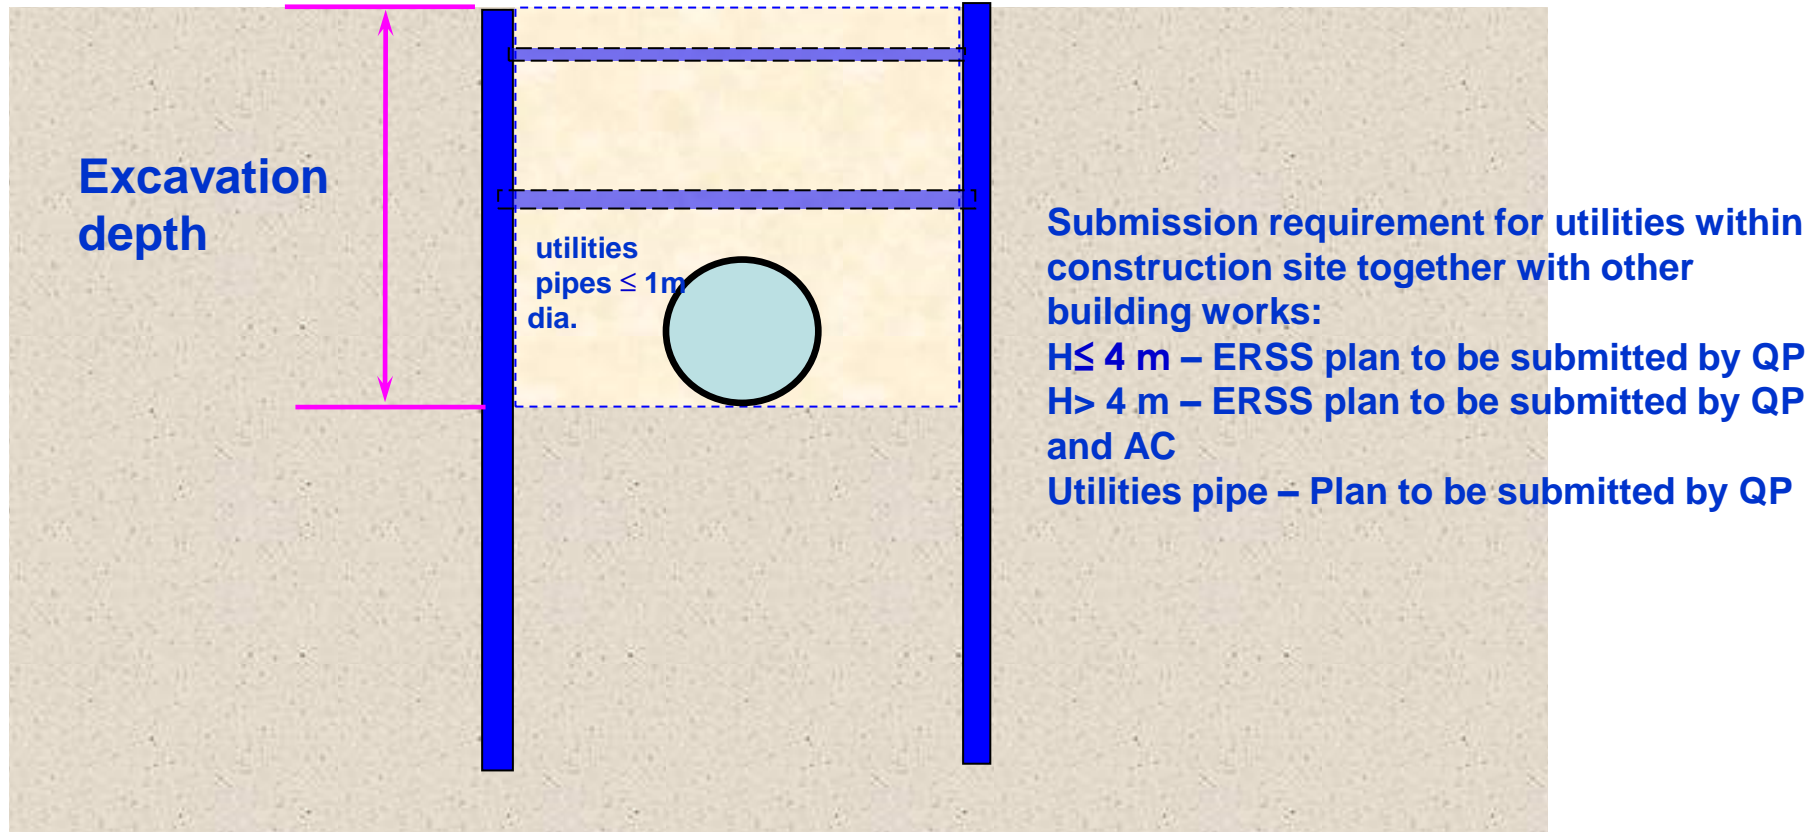 Excavation
depth
utilities
pipes ≤ 1m
dia.
Submission requirement for utilities within
construction site together with other
building works:
H≤ 4 m – ERSS plan to be submitted by QP
H> 4 m – ERSS plan to be submitted by QP
and AC
Utilities pipe – Plan to be submitted by QP